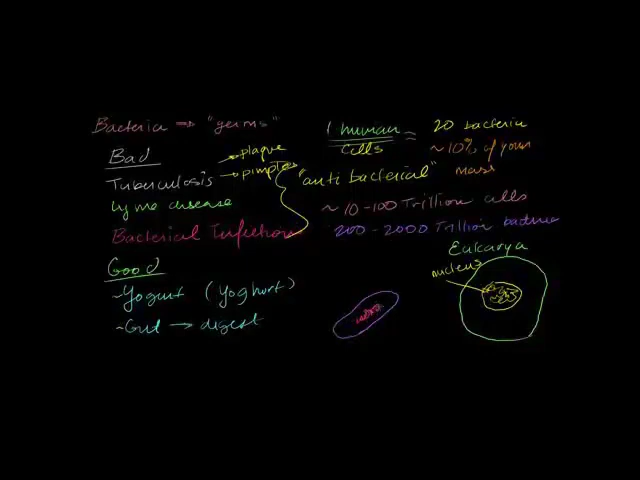 Bacteria ⇒ "germs"
Bad
→ plaque
Tuberculosis → pimples
Lyme disease
Bacterial Infections
Good
~Yogurt (Yoghurt)
~Gut → digest
1 human cells = 20 bacteria
~10% of your mass
"anti bacterial"
~ 10-100 Trillion cells
200-2000 Trillion bacteria
Eukarya
nucleus